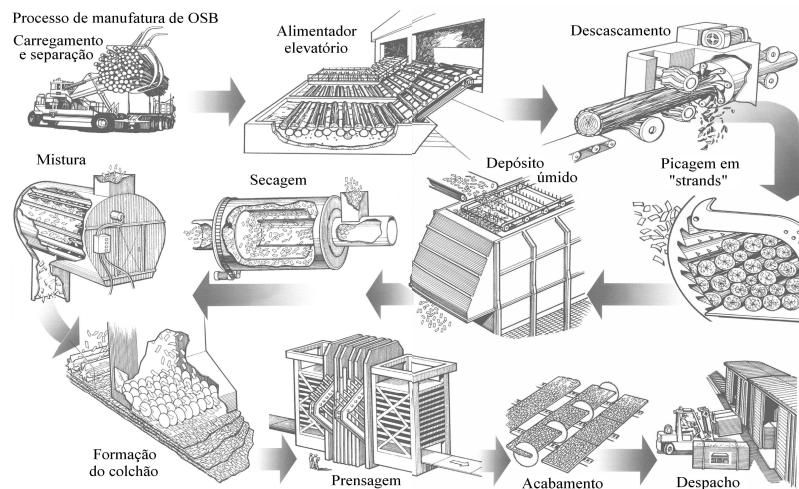 Processo de manufatura de OSB
Carregamento
e separação
Alimentador
elevatório
Descascamento
Picagem em
"strands"
Depósito
úmido
Secagem
Mistura
Formação
do colchão
Prensagem
Acabamento
Despacho